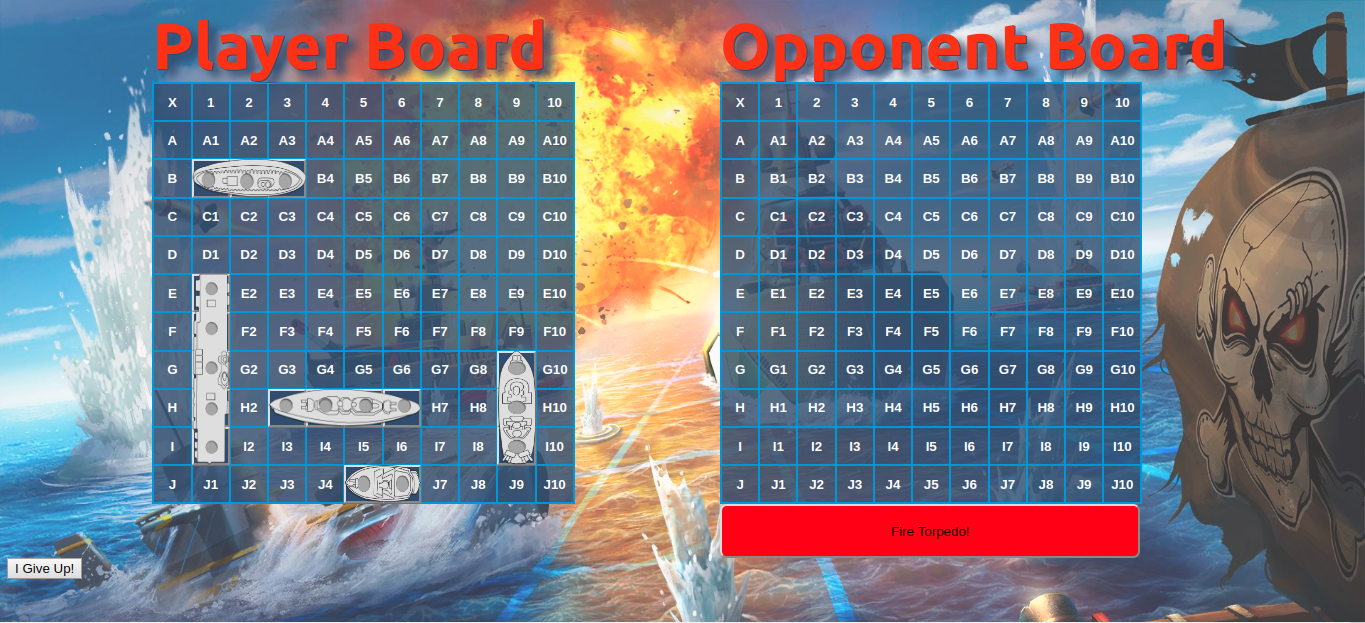 Player Board
X 1 2 3 4 5 6 7 8 9 10
A A1 A2 A3 A4 A5 A6 A7 A8 A9 A10
B B4 B5 B6 B7 B8 B9 B10
C C1 C2 C3 C4 C5 C6 C7 C8 C9 C10
D D1 D2 D3 D4 D5 D6 D7 D8 D9 D10
E E2 E3 E4 E5 E6 E7 E8 E9 E10
F F2 F3 F4 F5 F6 F7 F8 F9 F10
G G2 G3 G4 G5 G6 G7 G8 G10
H H2 H7 H8 H10
I I2 I3 I4 I5 I6 I7 I8 I10
J J1 J2 J3 J4 J7 J8 J9 J10
Opponent Board
X 1 2 3 4 5 6 7 8 9 10
A A1 A2 A3 A4 A5 A6 A7 A8 A9 A10
B B1 B2 B3 B4 B5 B6 B7 B8 B9 B10
C C1 C2 C3 C4 C5 C6 C7 C8 C9 C10
D D1 D2 D3 D4 D5 D6 D7 D8 D9 D10
E E1 E2 E3 E4 E5 E6 E7 E8 E9 E10
F F1 F2 F3 F4 F5 F6 F7 F8 F9 F10
G G1 G2 G3 G4 G5 G6 G7 G8 G9 G10
H H1 H2 H3 H4 H5 H6 H7 H8 H9 H10
I I1 I2 I3 I4 I5 I6 I7 I8 I9 I10
J J1 J2 J3 J4 J5 J6 J7 J8 J9 J10
Fire Torpedo!
I Give Up!